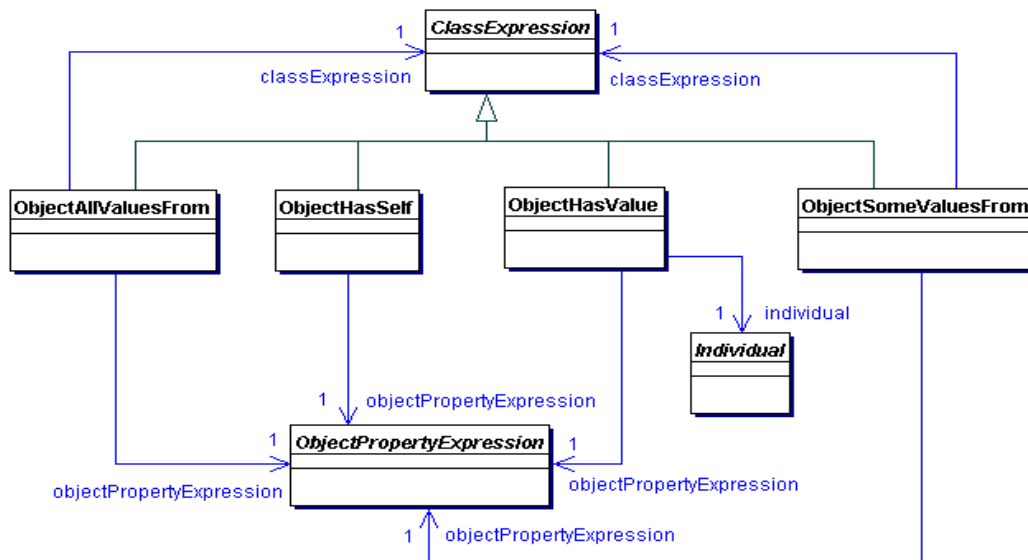 ClassExpression
1
1
classExpression
classExpression
ObjectAllValuesFrom
ObjectHasSelf
ObjectHasValue
ObjectSomeValuesFrom
1
individual
Individual
1
objectPropertyExpression
1
ObjectPropertyExpression
1
objectPropertyExpression
objectPropertyExpression
1
objectPropertyExpression